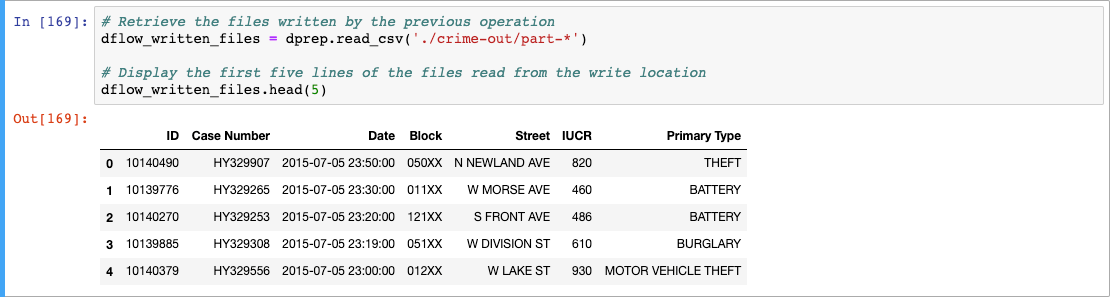 In [169]: # Retrieve the files written by the previous operation
dflow_written_files = dprep.read_csv('./crime-out/part-*')
# Display the first five lines of the files read from the write location
dflow_written_files.head(5)
Out[169]:
ID Case Number Date Block Street IUCR Primary Type
0 10140490 HY329907 2015-07-05 23:50:00 050XX N NEWLAND AVE 820 THEFT
1 10139776 HY329265 2015-07-05 23:30:00 011XX W MORSE AVE 460 BATTERY
2 10140270 HY329253 2015-07-05 23:20:00 121XX S FRONT AVE 486 BATTERY
3 10139885 HY329308 2015-07-05 23:19:00 051XX W DIVISION ST 610 BURGLARY
4 10140379 HY329556 2015-07-05 23:00:00 012XX W LAKE ST 930 MOTOR VEHICLE THEFT